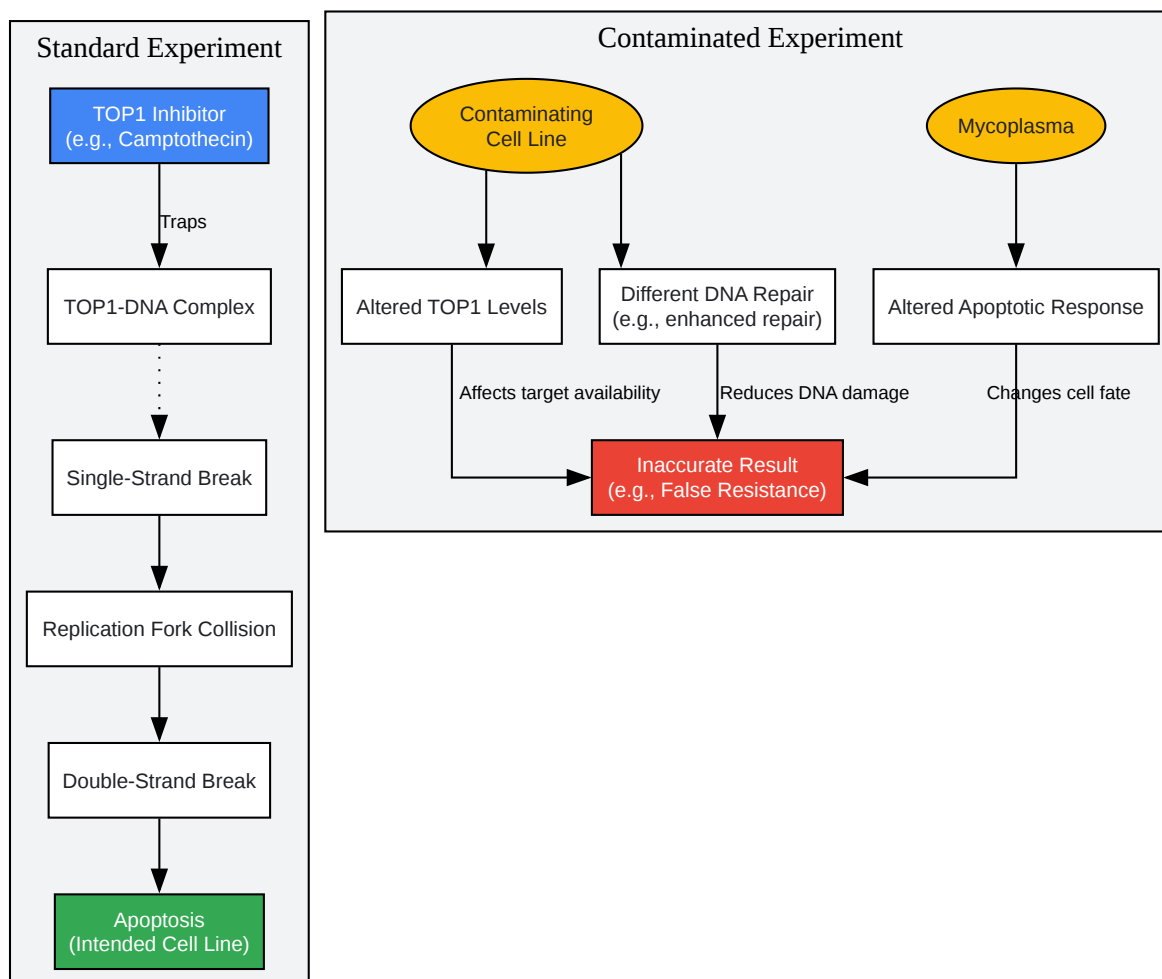 Standard Experiment
TOP1 Inhibitor
(e.g., Camptothecin)
Traps
TOP1-DNA Complex
Single-Strand Break
Replication Fork Collision
Double-Strand Break
Apoptosis
(Intended Cell Line)
Contaminated Experiment
Contaminating
Cell Line
Mycoplasma
Altered TOP1 Levels
Different DNA Repair
(e.g., enhanced repair)
Altered Apoptotic Response
Affects target availability
Reduces DNA damage
Changes cell fate
Inaccurate Result
(e.g., False Resistance)